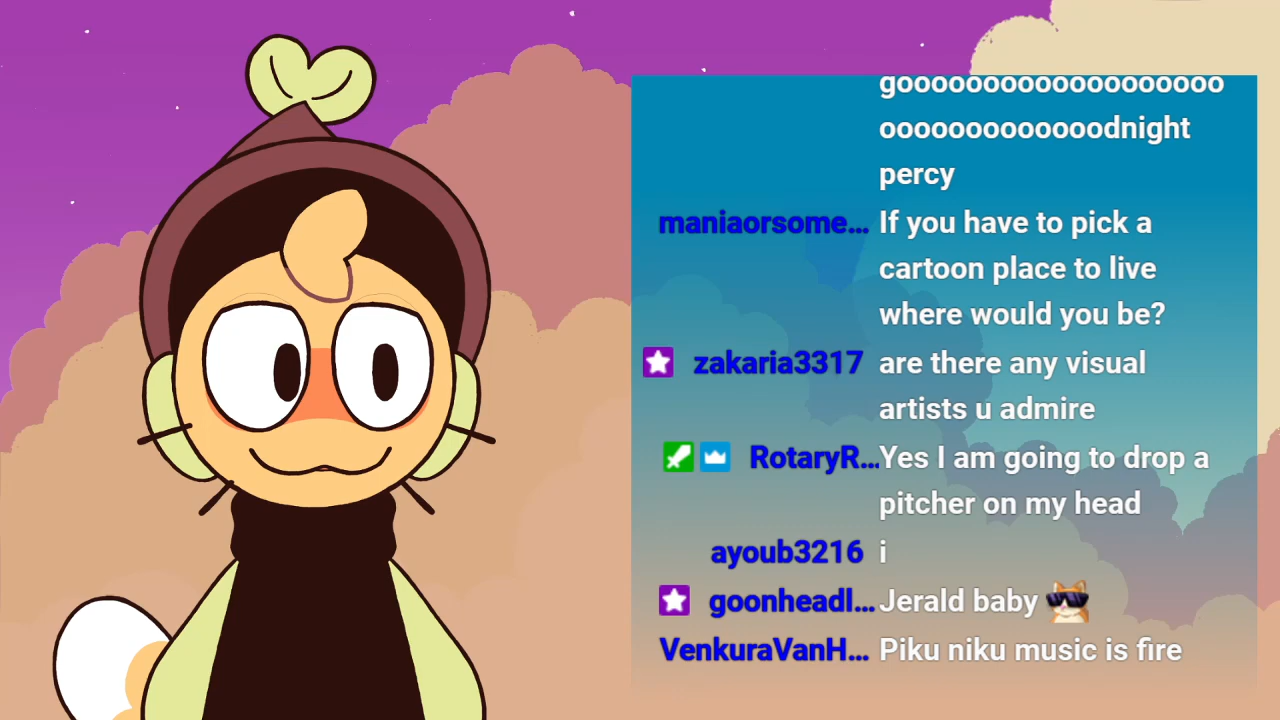 gooooooooooooooooooo
ooooooooooooodnight
percy
maniaorsome… If you have to pick a
cartoon place to live
where would you be?
zakaria3317 are there any visual
artists u admire
RotaryR… Yes I am going to drop a
pitcher on my head
ayoub3216 i
goonheadl… Jerald baby
VenkuraVanH… Piku niku music is fire